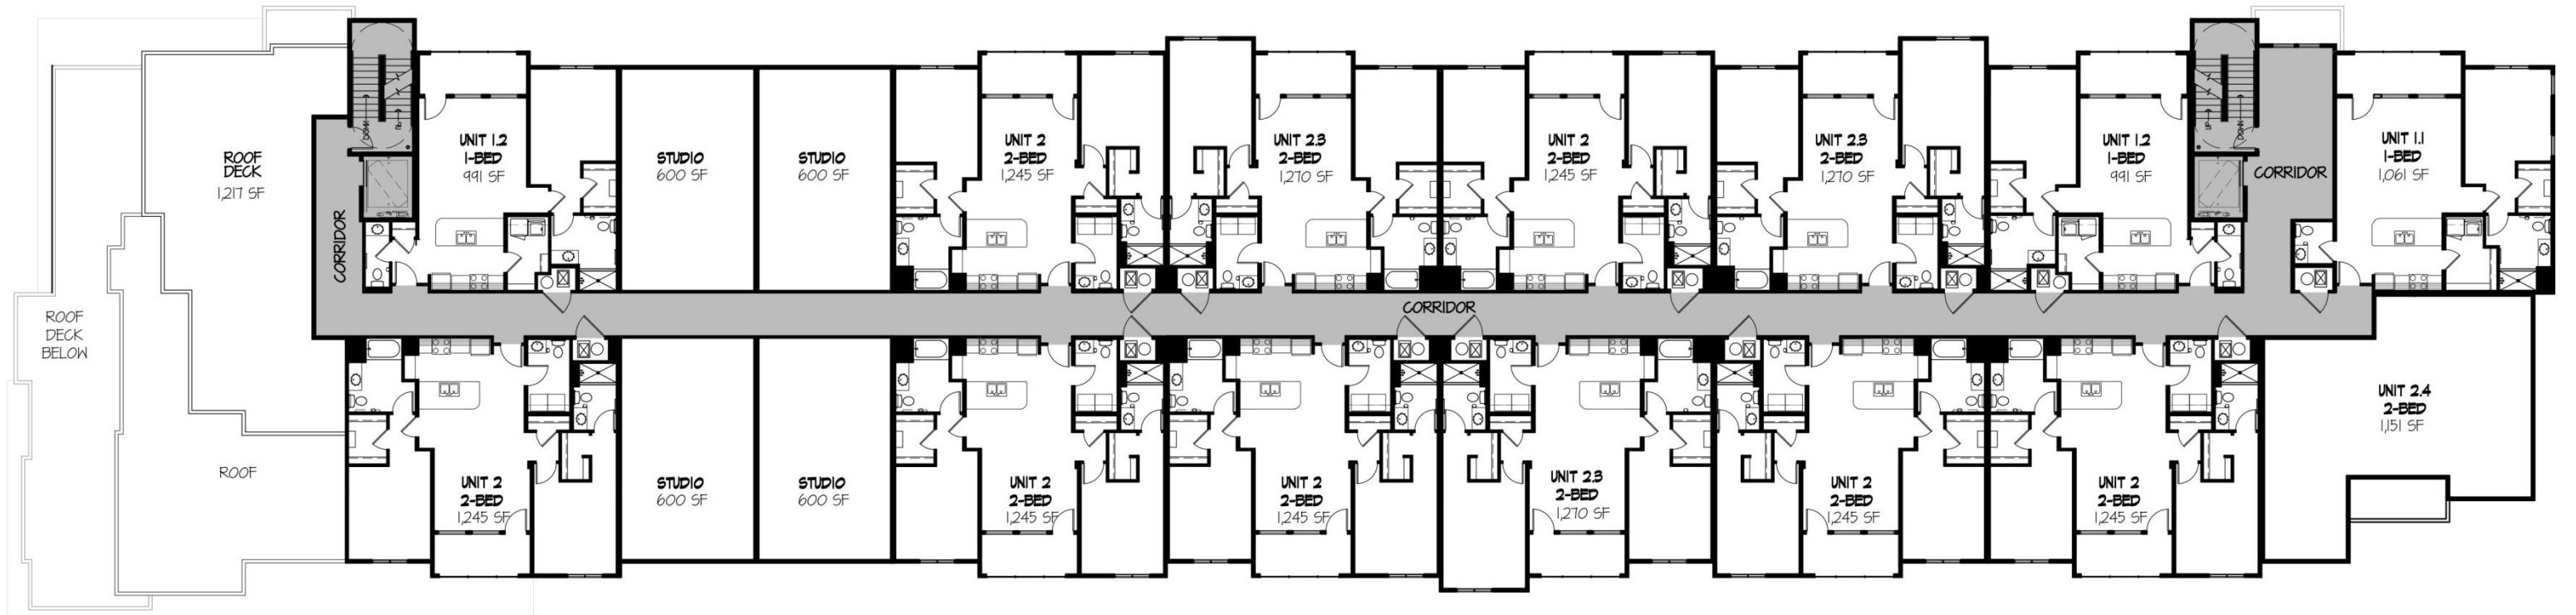 ROOF
DECK
1,217 SF
ROOF
DECK
BELOW
ROOF
CORRIDOR
DOWN
UP
UNIT 1.2
1-BED
991 SF
STUDIO
600 SF
STUDIO
600 SF
UNIT 2
2-BED
1,245 SF
UNIT 2.3
2-BED
1,270 SF
UNIT 2
2-BED
1,245 SF
UNIT 2.3
2-BED
1,270 SF
UNIT 1.2
1-BED
991 SF
UP
DOWN
CORRIDOR
UNIT 1.1
1-BED
1,061 SF
CORRIDOR
UNIT 2
2-BED
1,245 SF
STUDIO
600 SF
STUDIO
600 SF
UNIT 2
2-BED
1,245 SF
UNIT 2
2-BED
1,245 SF
UNIT 2.3
2-BED
1,270 SF
UNIT 2
2-BED
1,245 SF
UNIT 2
2-BED
1,245 SF
UNIT 2.4
2-BED
1,151 SF